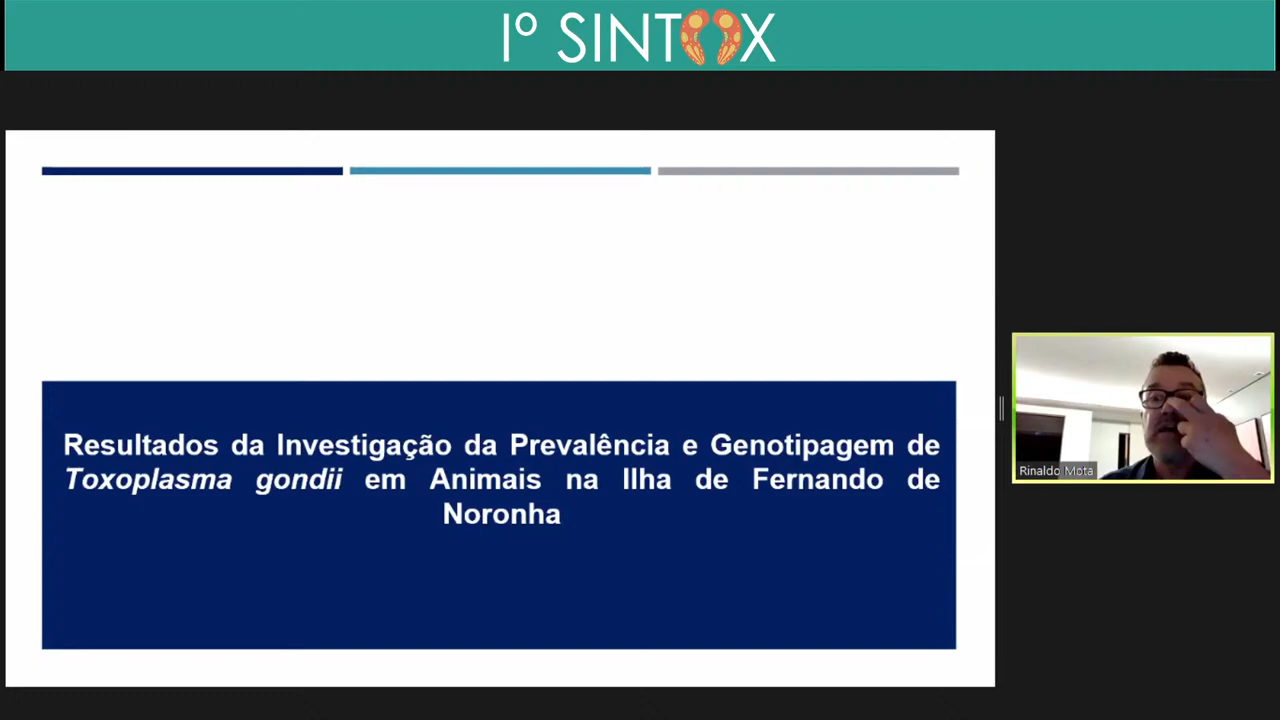 Iº SINTOX
Resultados da Investigação da Prevalência e Genotipagem de
Toxoplasma gondii em Animais na Ilha de Fernando de
Noronha
Rinaldo Mota